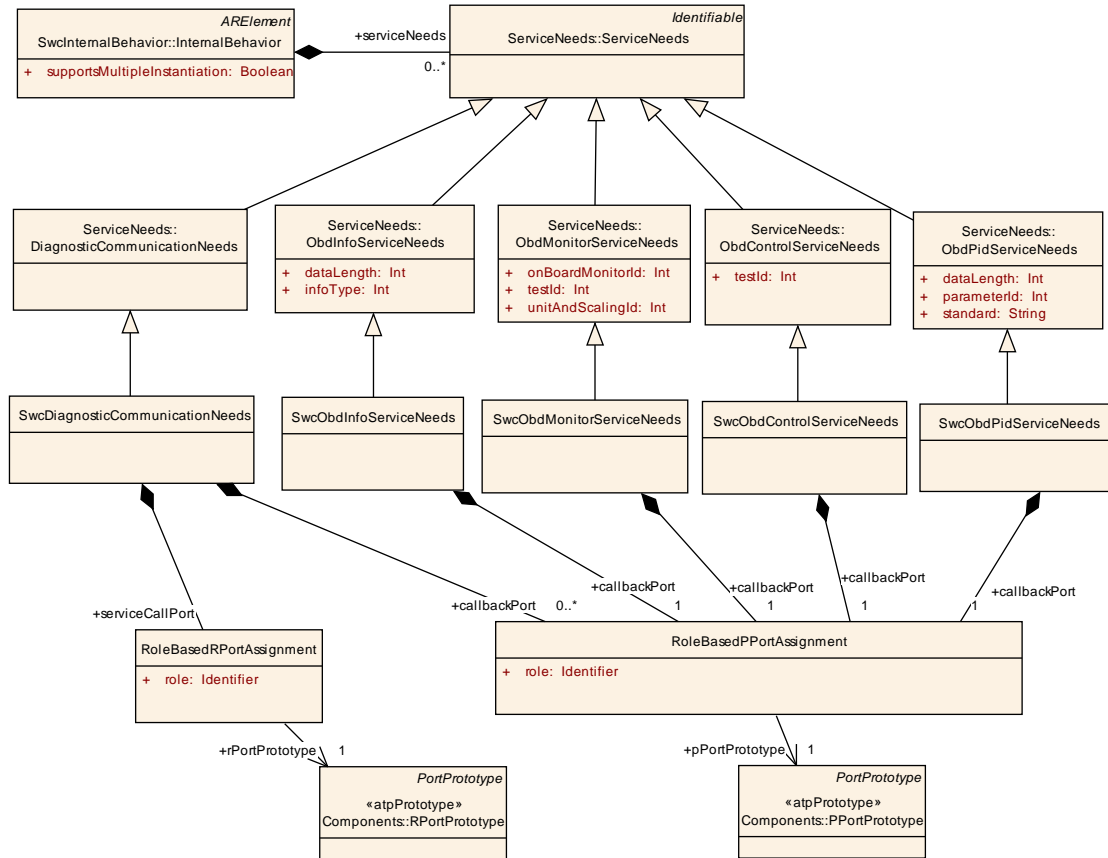 ARElement
SwcInternalBehavior::InternalBehavior
+ supportsMultipleInstantiation: Boolean
+serviceNeeds
0..*
Identifiable
ServiceNeeds::ServiceNeeds
ServiceNeeds::
DiagnosticCommunicationNeeds
ServiceNeeds::
ObdInfoServiceNeeds
+ dataLength: Int
+ infoType: Int
ServiceNeeds::
ObdMonitorServiceNeeds
+ onBoardMonitorId: Int
+ testId: Int
+ unitAndScalingId: Int
ServiceNeeds::
ObdControlServiceNeeds
+ testId: Int
ServiceNeeds::
ObdPidServiceNeeds
+ dataLength: Int
+ parameterId: Int
+ standard: String
SwcDiagnosticCommunicationNeeds
SwcObdInfoServiceNeeds
SwcObdMonitorServiceNeeds
SwcObdControlServiceNeeds
SwcObdPidServiceNeeds
+serviceCallPort
+callbackPort
0..*
+callbackPort
1
+callbackPort
1
+callbackPort
1
+callbackPort
1
RoleBasedRPortAssignment
+ role: Identifier
RoleBasedPPortAssignment
+ role: Identifier
+rPortPrototype 1
+pPortPrototype 1
PortPrototype
«atpPrototype»
Components::RPortPrototype
PortPrototype
«atpPrototype»
Components::PPortPrototype